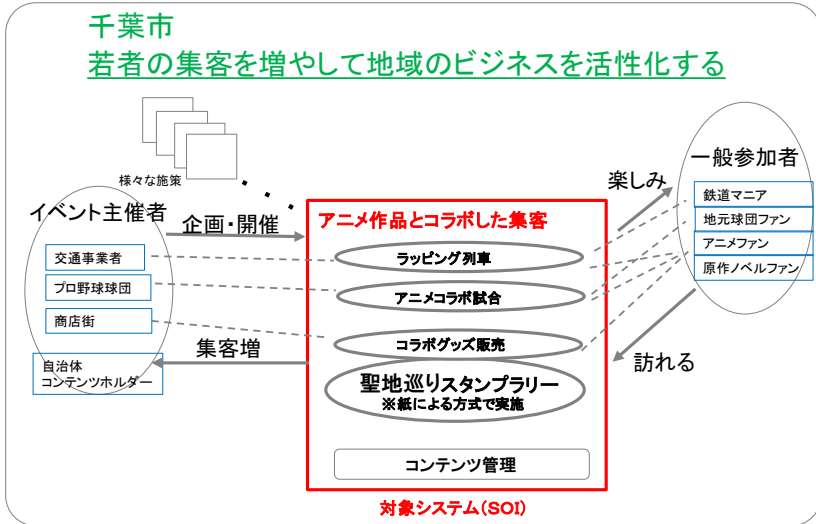 千葉市
若者の集客を増やして地域のビジネスを活性化する
様々な施策
イベント主催者
企画・開催
交通事業者
プロ野球球団
商店街
自治体
コンテンツホルダー
集客増
アニメ作品とコラボした集客
ラッピング列車
アニメコラボ試合
コラボグッズ販売
聖地巡りスタンプラリー
※紙による方式で実施
コンテンツ管理
対象システム(SOI)
楽しみ
訪れる
一般参加者
鉄道マニア
地元球団ファン
アニメファン
原作ノベルファン